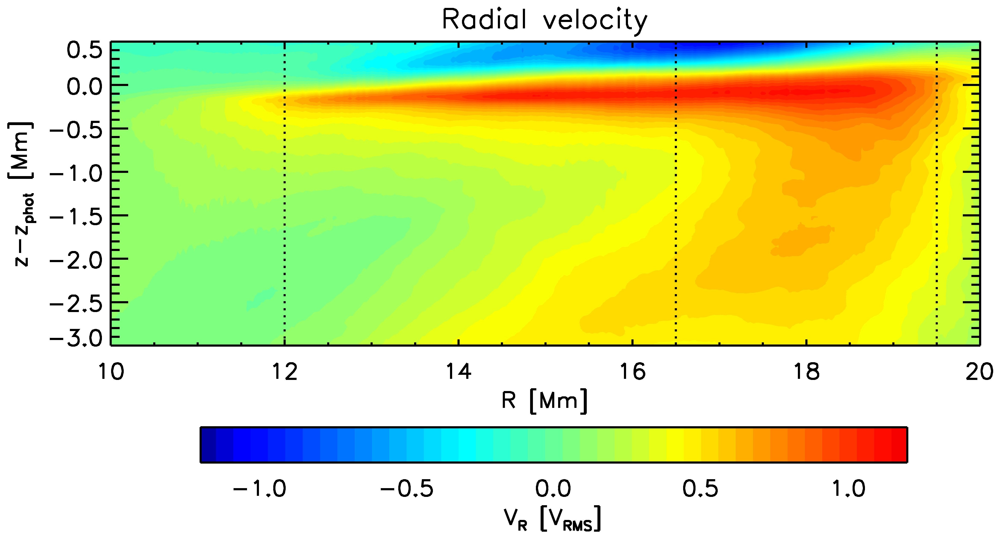 Radial velocity
0.5
0.0
−0.5
−1.0
−1.5
−2.0
−2.5
−3.0
z−z_phot [Mm]
10 12 14 16 18 20
R [Mm]
−1.0 −0.5 0.0 0.5 1.0
V_R [V_RMS]